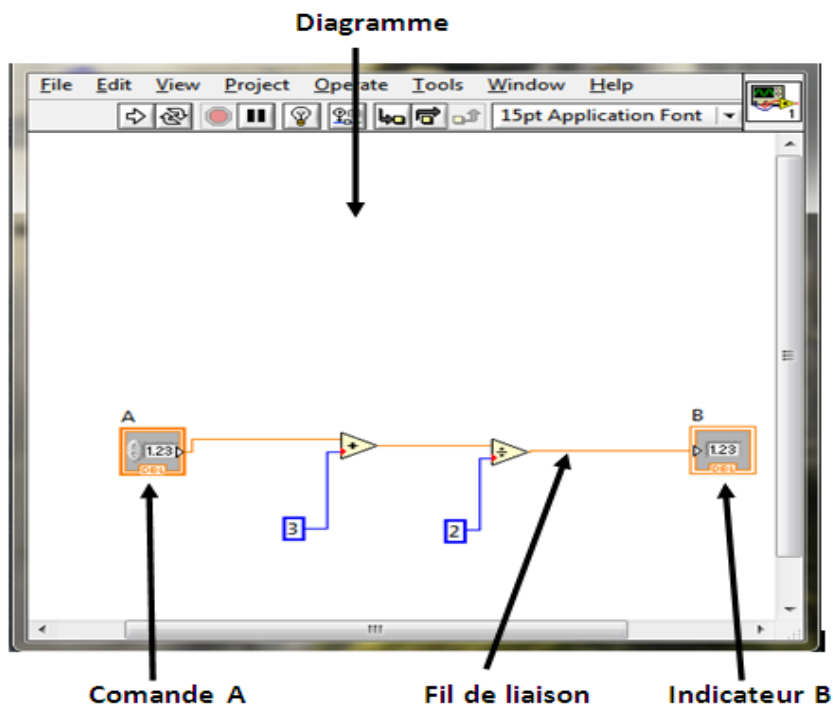 Diagramme
File Edit View Project Operate Tools Window Help
15pt Application Font
1
A
1.23
DBL
3
2
B
1.23
DBL
Comande A Fil de liaison Indicateur B